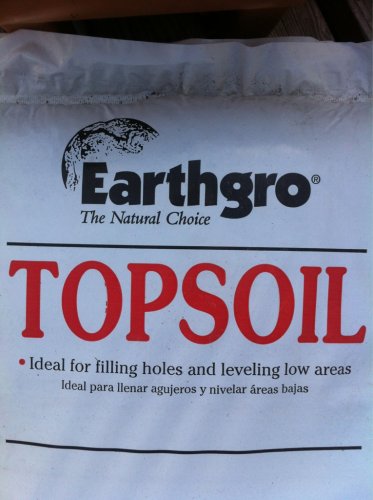 Earthgro®
The Natural Choice
TOPSOIL
• Ideal for filling holes and leveling low areas
Ideal para llenar agujeros y nivelar áreas bajas